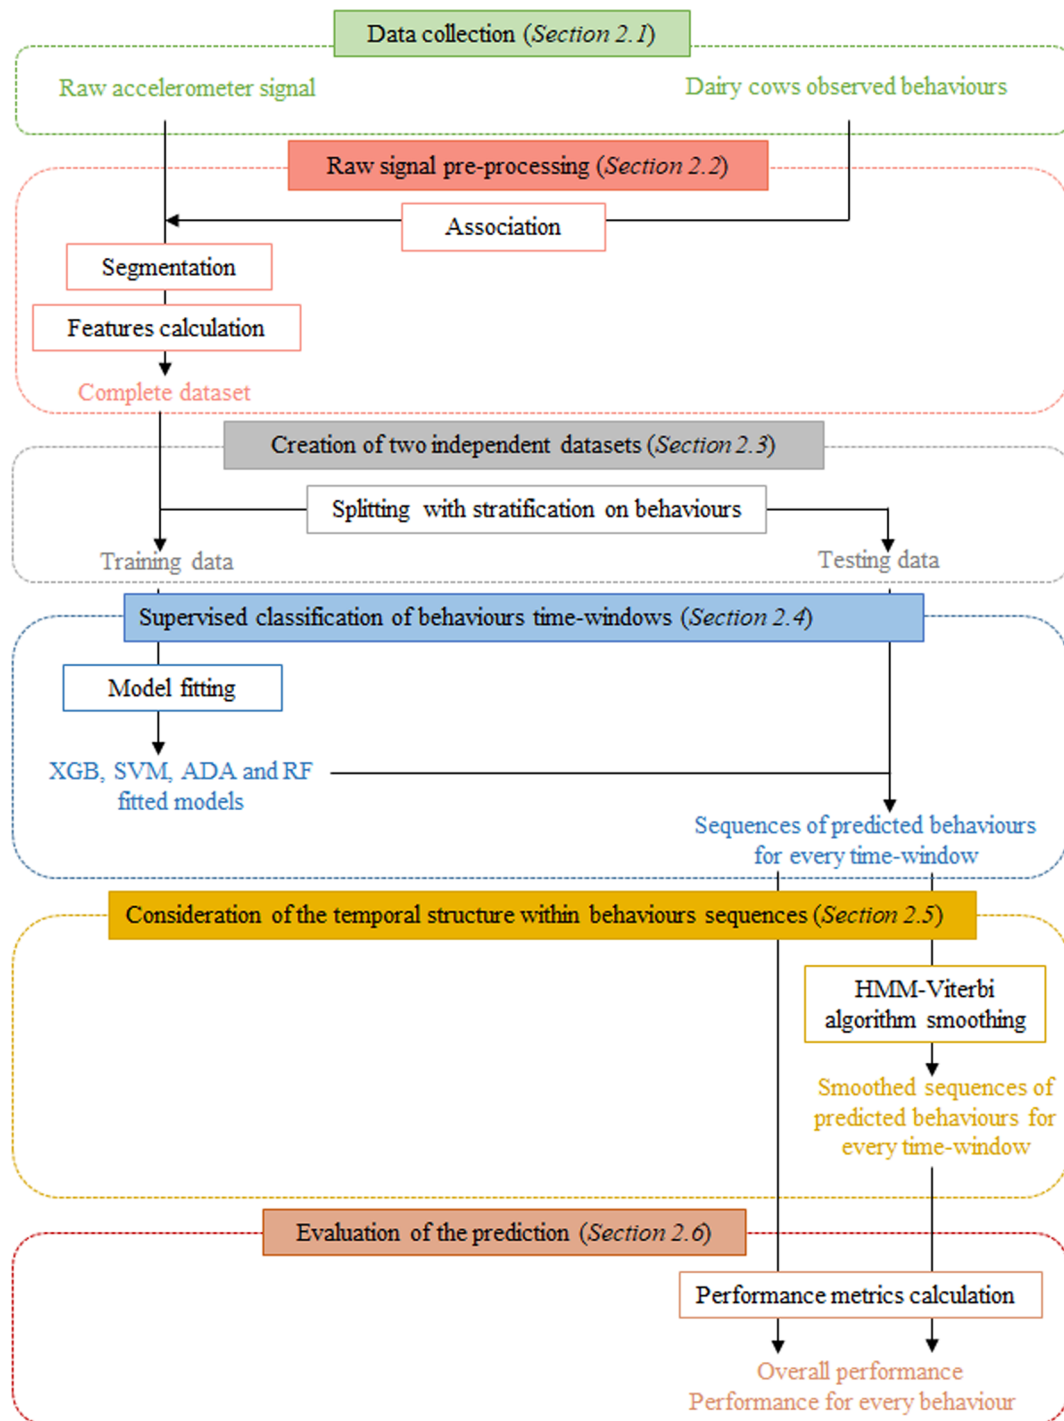 Data collection (Section 2.1)
Raw accelerometer signal
Dairy cows observed behaviours
Raw signal pre-processing (Section 2.2)
Association
Segmentation
Features calculation
Complete dataset
Creation of two independent datasets (Section 2.3)
Splitting with stratification on behaviours
Training data
Testing data
Supervised classification of behaviours time-windows (Section 2.4)
Model fitting
XGB, SVM, ADA and RF
fitted models
Sequences of predicted behaviours
for every time-window
Consideration of the temporal structure within behaviours sequences (Section 2.5)
HMM-Viterbi
algorithm smoothing
Smoothed sequences of
predicted behaviours for
every time-window
Evaluation of the prediction (Section 2.6)
Performance metrics calculation
Overall performance
Performance for every behaviour